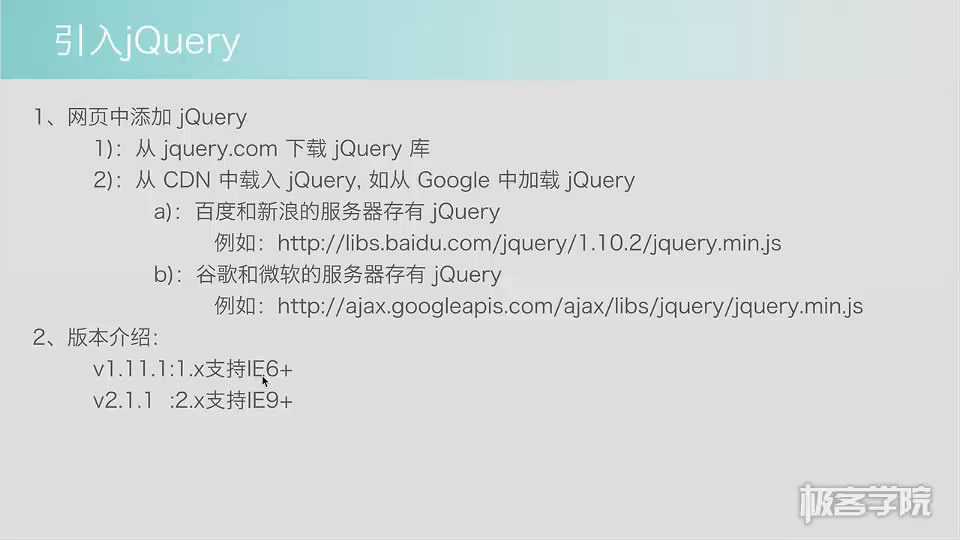 引入jQuery
1、网页中添加 jQuery
1)：从 jquery.com 下载 jQuery 库
2)：从 CDN 中载入 jQuery, 如从 Google 中加载 jQuery
a)：百度和新浪的服务器存有 jQuery
例如：http://libs.baidu.com/jquery/1.10.2/jquery.min.js
b)：谷歌和微软的服务器存有 jQuery
例如：http://ajax.googleapis.com/ajax/libs/jquery/jquery.min.js
2、版本介绍：
v1.11.1:1.x支持IE6+
v2.1.1 :2.x支持IE9+
极客学院